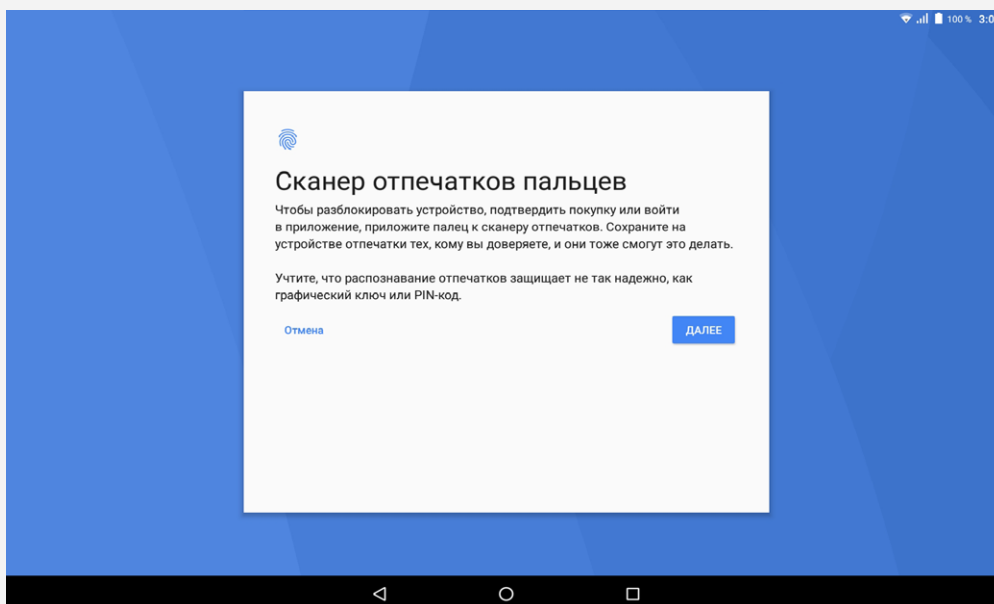 100 % 3:0
Сканер отпечатков пальцев
Чтобы разблокировать устройство, подтвердить покупку или войти
в приложение, приложите палец к сканеру отпечатков. Сохраните на
устройстве отпечатки тех, кому вы доверяете, и они тоже смогут это делать.
Учтите, что распознавание отпечатков защищает не так надежно, как
графический ключ или PIN-код.
Отмена ДАЛЕЕ